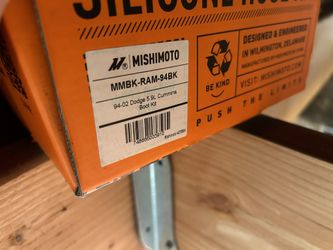 SILICONE HOSE
MISHIMOTO
MMBK-RAM-94BK
94-02 Dodge 5.9L Cummins
Boot Kit
BE KIND
DESIGNED & ENGINEERED
IN WILMINGTON, DELAWARE
VISIT: MISHIMOTO.COM
PUSH THE LIMITS